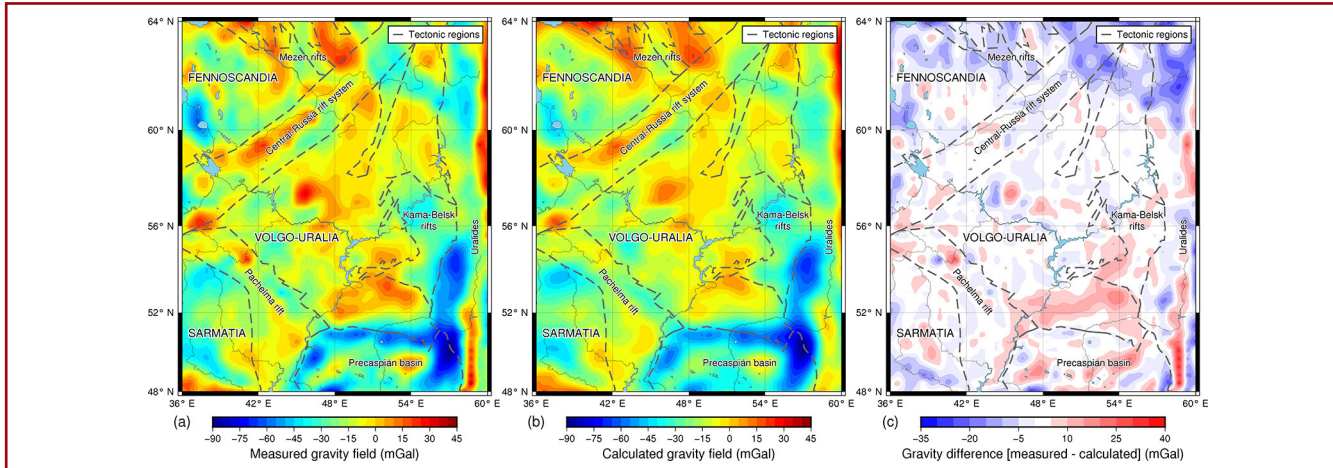 64° N
60° N
56° N
52° N
48° N
36° E
42° E
48° E
54° E
60° E
Tectonic regions
Mezen rifts
FENNOSCANDIA
Central-Russia rift system
Kama-Belsk
rifts
VOLGO-URALIA
Uralides
Pachelma rift
SARMATIA
Precaspian basin
(a)
−90 −75 −60 −45 −30 −15 0 15 30 45
Measured gravity field (mGal)
64° N
60° N
56° N
52° N
48° N
36° E
42° E
48° E
54° E
60° E
Tectonic regions
Mezen rifts
FENNOSCANDIA
Central-Russia rift system
Kama-Belsk
rifts
VOLGO-URALIA
Uralides
Pachelma rift
SARMATIA
Precaspian basin
(b)
−90 −75 −60 −45 −30 −15 0 15 30 45
Calculated gravity field (mGal)
64° N
60° N
56° N
52° N
48° N
36° E
42° E
48° E
54° E
60° E
Tectonic regions
Mezen rifts
FENNOSCANDIA
Central-Russia rift system
Kama-Belsk
rifts
VOLGO-URALIA
Uralides
Pachelma rift
SARMATIA
Precaspian basin
(c)
−35 −20 −5 10 25 40
Gravity difference [measured - calculated] (mGal)